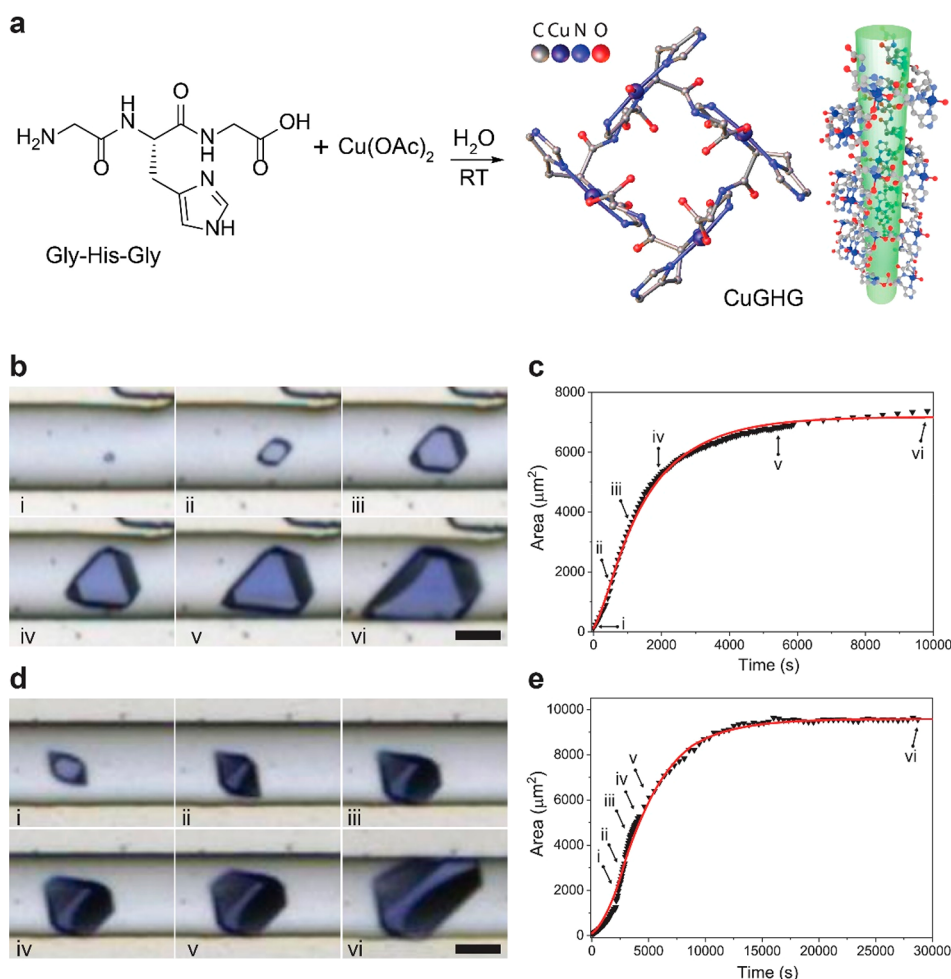 a
H₂N
O
H
N
O
N
H
O
OH
N
NH
Gly-His-Gly
+ Cu(OAc)₂
H₂O
RT
C Cu N O
CuGHG
b
i
ii
iii
iv
v
vi
c
8000
6000
4000
2000
0
Area (μm²)
0 2000 4000 6000 8000 10000
Time (s)
i
ii
iii
iv
v
vi
d
i
ii
iii
iv
v
vi
e
10000
8000
6000
4000
2000
0
Area (μm²)
0 5000 10000 15000 20000 25000 30000
Time (s)
i
ii
iii
iv
v
vi